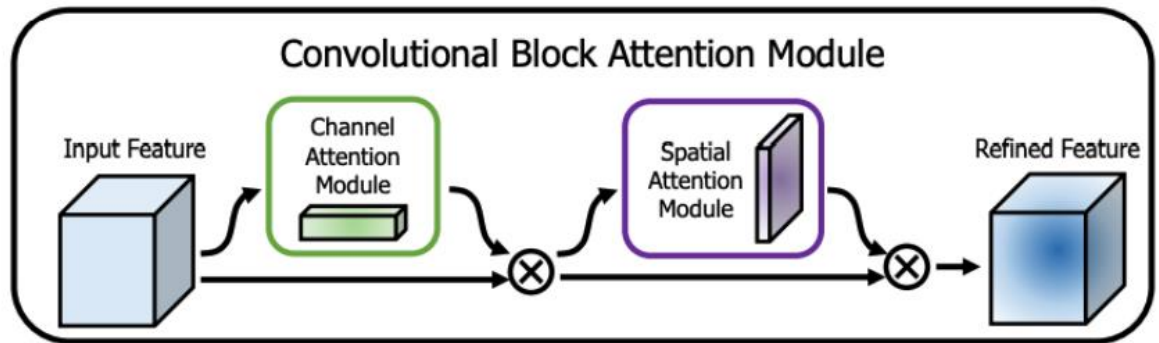 Convolutional Block Attention Module
Input Feature
Channel
Attention
Module
Spatial
Attention
Module
Refined Feature